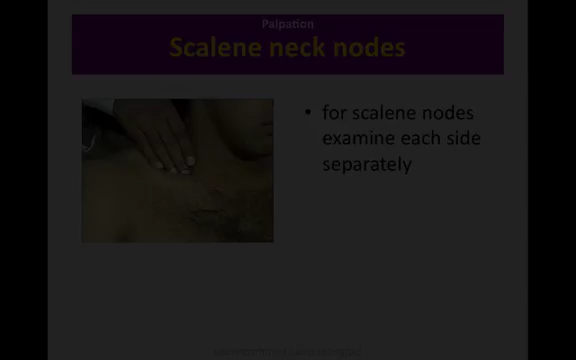 Palpation
Scalene neck nodes
• for scalene nodes
examine each side
separately